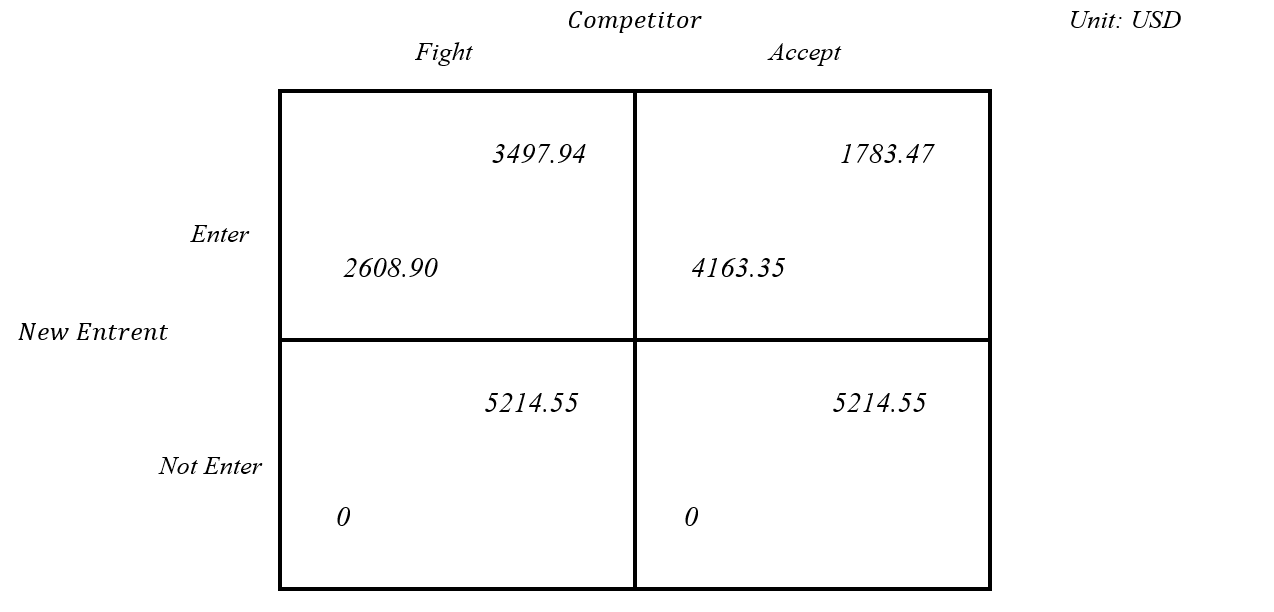 Competitor Unit: USD
Fight Accept
3497.94 1783.47
Enter
2608.90 4163.35
New Entrent
5214.55 5214.55
Not Enter
0 0